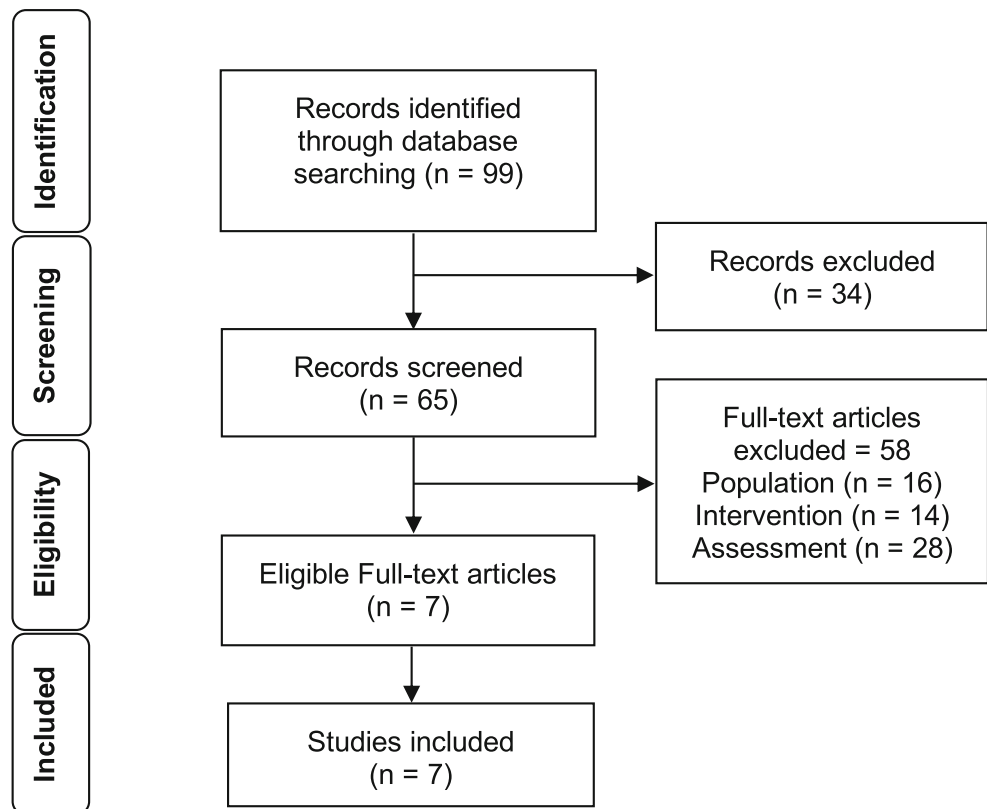 Identification
Records identified
through database
searching (n = 99)
Records excluded
(n = 34)
Screening
Records screened
(n = 65)
Full-text articles
excluded = 58
Population (n = 16)
Intervention (n = 14)
Assessment (n = 28)
Eligibility
Eligible Full-text articles
(n = 7)
Included
Studies included
(n = 7)